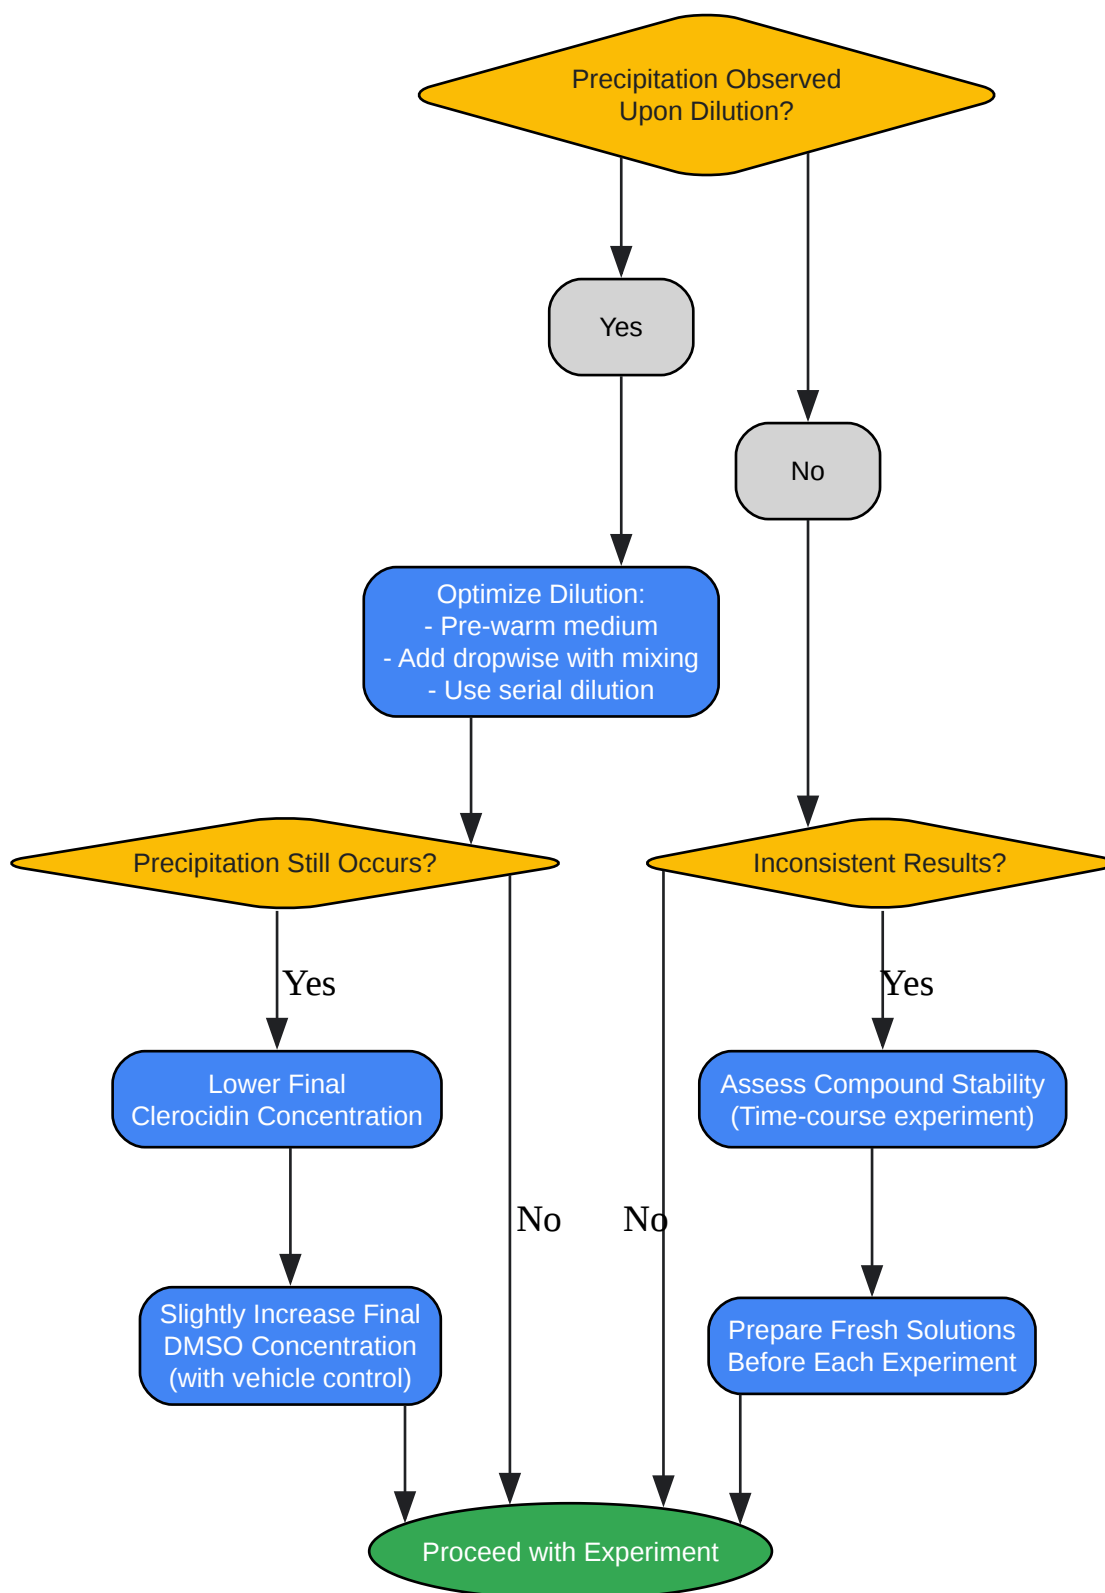 Precipitation Observed
Upon Dilution?
Yes
No
Optimize Dilution:
- Pre-warm medium
- Add dropwise with mixing
- Use serial dilution
Precipitation Still Occurs?
Inconsistent Results?
Yes
Yes
Lower Final
Clerocidin Concentration
Assess Compound Stability
(Time-course experiment)
No
No
Slightly Increase Final
DMSO Concentration
(with vehicle control)
Prepare Fresh Solutions
Before Each Experiment
Proceed with Experiment